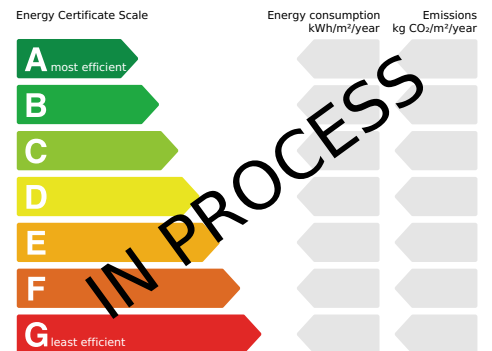 Energy Certificate Scale
Energy consumption
kWh/m²/year
Emissions
kg CO₂/m²/year
A most efficient
B
C
D
E
F
G least efficient
IN PROCESS